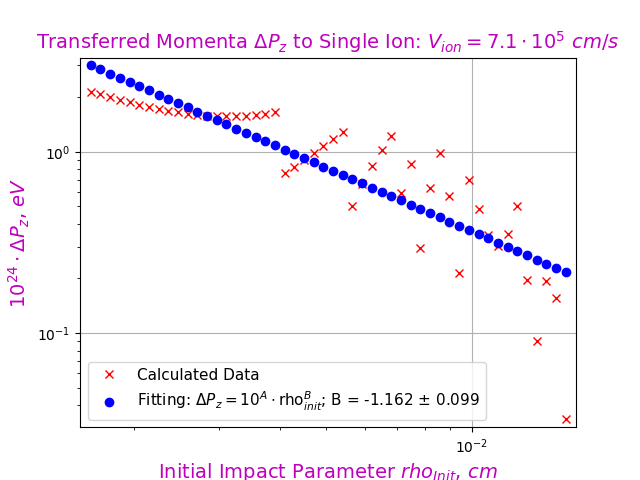 Transferred Momenta ΔP_z to Single Ion: V_ion = 7.1 · 10^5 cm/s
10^24 · ΔP_z, eV
10^0
10^-1
Calculated Data
Fitting: ΔP_z = 10^A · rho_init^B; B = -1.162 ± 0.099
10^-2
Initial Impact Parameter rho_Init, cm